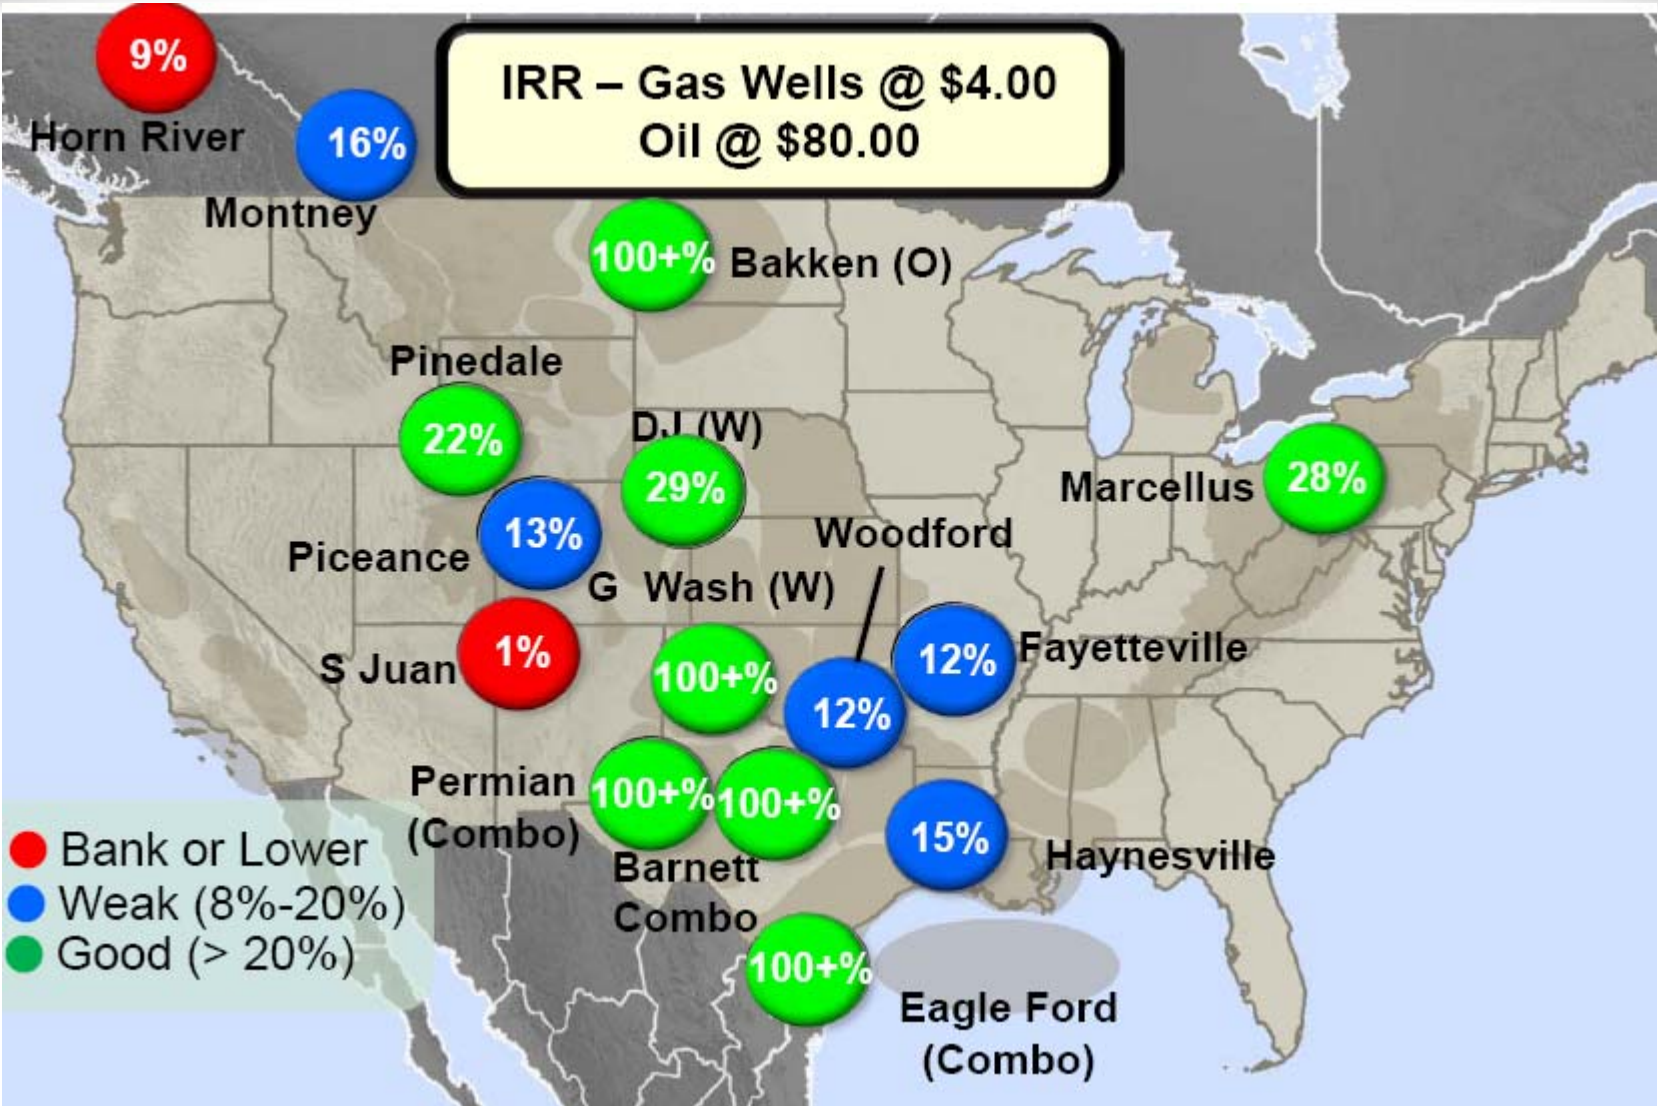 9%
IRR – Gas Wells @ $4.00
Oil @ $80.00
Horn River
16%
Montney
100+%
Bakken (O)
Pinedale
22%
DJ (W)
29%
Marcellus
28%
Piceance
13%
Woodford
G Wash (W)
S Juan
1%
100+%
12%
12%
Fayetteville
Permian
(Combo)
100+%
100+%
Barnett
Combo
15%
Haynesville
100+%
Eagle Ford
(Combo)
Bank or Lower
Weak (8%-20%)
Good (> 20%)